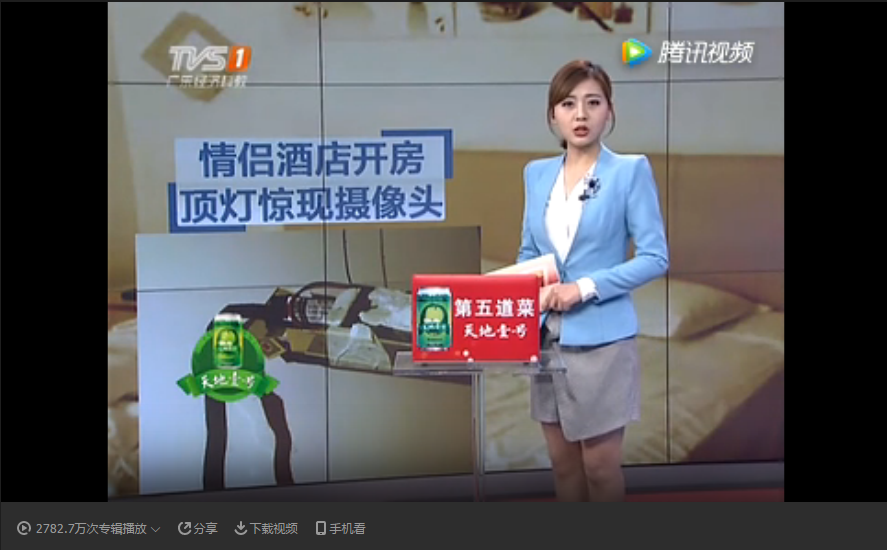 TVS1
广东经济科教
腾讯视频
情侣酒店开房
顶灯惊现摄像头
第五道菜
天地壹号
天地壹号
2782.7万次专辑播放
分享
下载视频
手机看